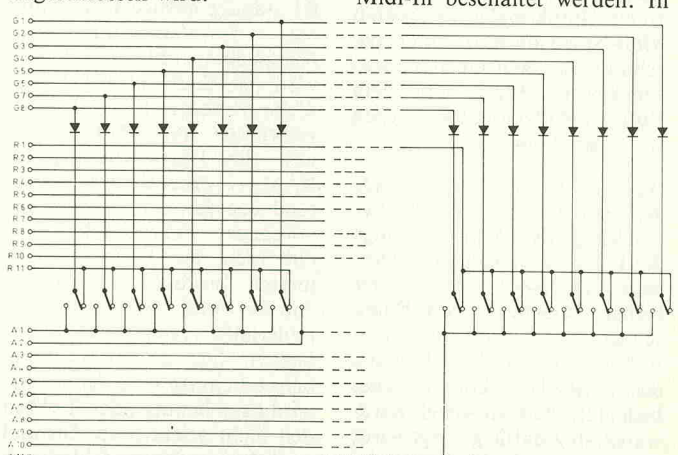 Midi-In beschaltet werden. In
G1
G2
G3
G4
G5
G6
G7
G8
R1
R2
R3
R4
R5
R6
R7
R8
R9
R10
R11
A1
A2
A3
A4
A5
A6
A7
A8
A9
A10